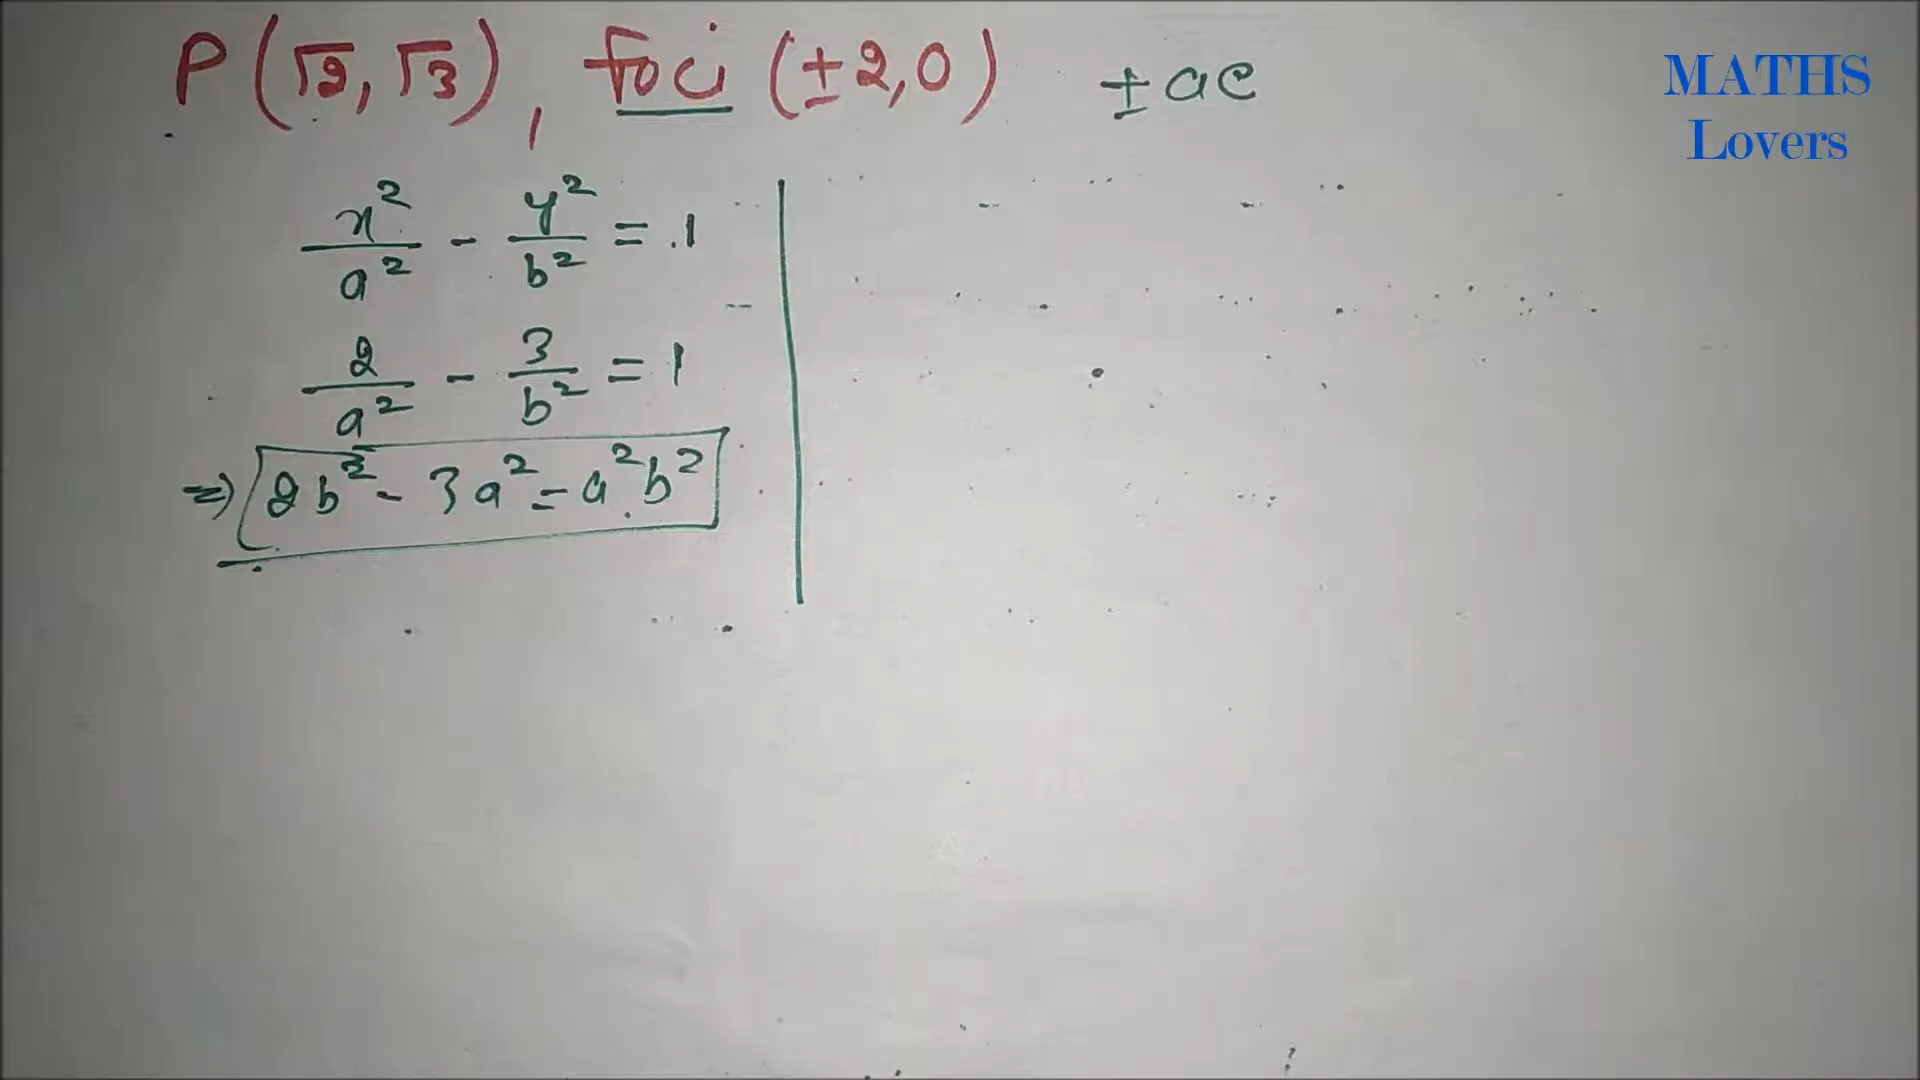 P(√2, √3), foci (±2,0) ±ae
MATHS
Lovers
x²/a² - y²/b² = 1
2/a² - 3/b² = 1
⇒ 2b² - 3a² = a²b²